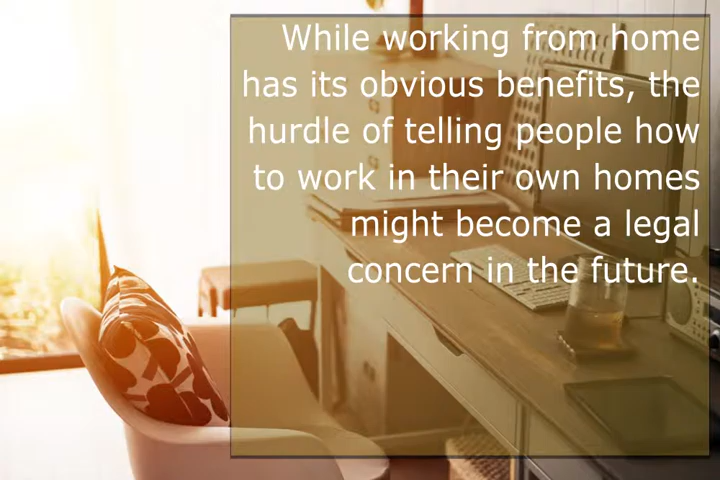 While working from home
has its obvious benefits, the
hurdle of telling people how
to work in their own homes
might become a legal
concern in the future.